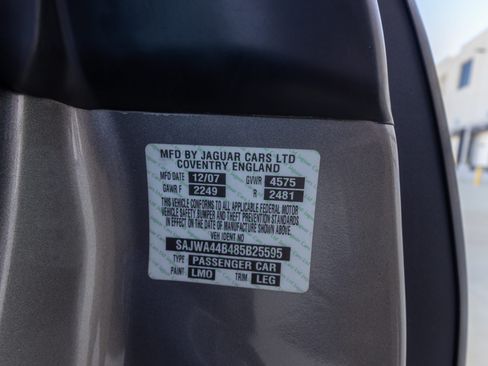 MFD BY JAGUAR CARS LTD
COVENTRY ENGLAND
MFD DATE 12/07 GVWR 4575
GAWR F 2249 R 2481
THIS VEHICLE CONFORMS TO ALL APPLICABLE FEDERAL MOTOR
VEHICLE SAFETY, BUMPER AND THEFT PREVENTION STANDARDS
IN EFFECT ON THE DATE OF MANUFACTURE SHOWN ABOVE.
VEH IDENT NO
SAJWA44B485B25595
TYPE PASSENGER CAR
PAINT LMO TRIM LEG